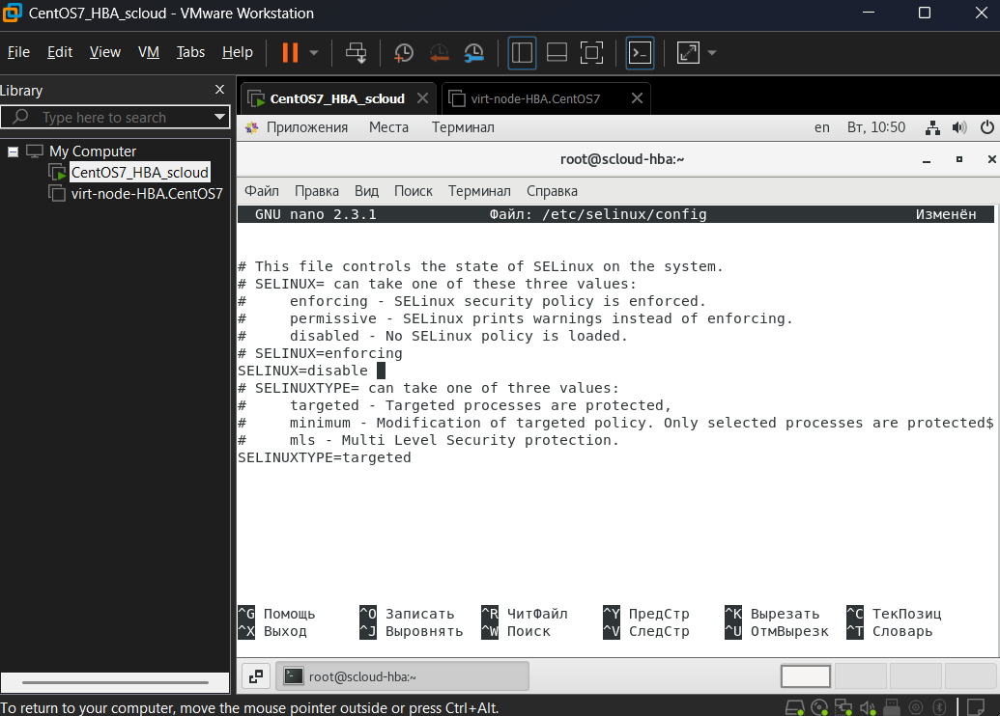 CentOS7_HBA_scloud - VMware Workstation
File Edit View VM Tabs Help
Library
Type here to search
My Computer
CentOS7_HBA_scloud
virt-node-HBA.CentOS7
CentOS7_HBA_scloud virt-node-HBA.CentOS7
Приложения Места Терминал en Вт, 10:50
root@scloud-hba:~
Файл Правка Вид Поиск Терминал Справка
GNU nano 2.3.1 Файл: /etc/selinux/config Изменён
# This file controls the state of SELinux on the system.
# SELINUX= can take one of these three values:
#     enforcing - SELinux security policy is enforced.
#     permissive - SELinux prints warnings instead of enforcing.
#     disabled - No SELinux policy is loaded.
# SELINUX=enforcing
SELINUX=disable
# SELINUXTYPE= can take one of three values:
#     targeted - Targeted processes are protected,
#     minimum - Modification of targeted policy. Only selected processes are protected$
#     mls - Multi Level Security protection.
SELINUXTYPE=targeted
^G Помощь ^O Записать ^R ЧитФайл ^Y ПредСтр ^K Вырезать ^C ТекПозиц
^X Выход ^J Выровнять ^W Поиск ^V СледСтр ^U ОтмВырезк ^T Словарь
root@scloud-hba:~
To return to your computer, move the mouse pointer outside or press Ctrl+Alt.